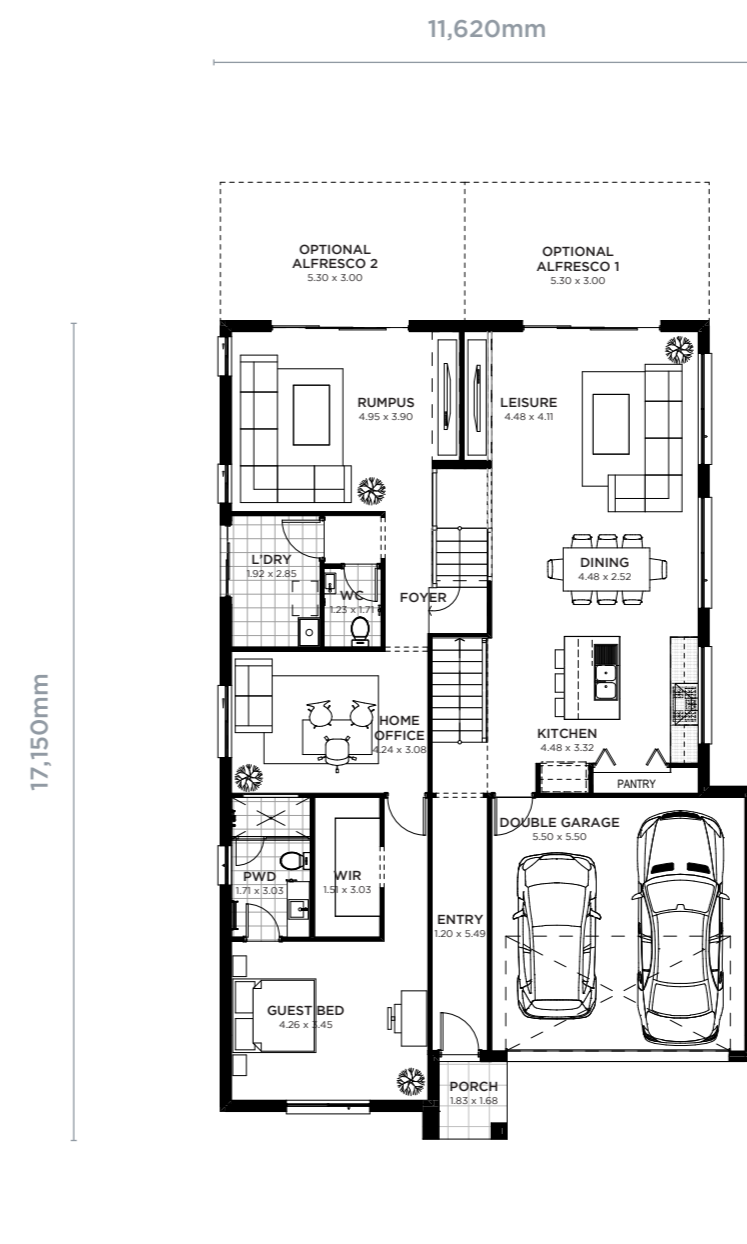 11,620mm
OPTIONAL
ALFRESCO 2
5.30 x 3.00
OPTIONAL
ALFRESCO 1
5.30 x 3.00
RUMPUS
4.95 x 3.90
LEISURE
4.48 x 4.11
L'DRY
1.92 x 2.85
WC
1.23 x 1.71
FOYER
DINING
4.48 x 2.52
17,150mm
HOME
OFFICE
4.24 x 3.08
KITCHEN
4.48 x 3.32
PANTRY
DOUBLE GARAGE
5.50 x 5.50
PWD
1.71 x 3.03
WIR
1.51 x 3.03
ENTRY
1.20 x 5.49
GUEST BED
4.26 x 3.45
PORCH
1.83 x 1.68